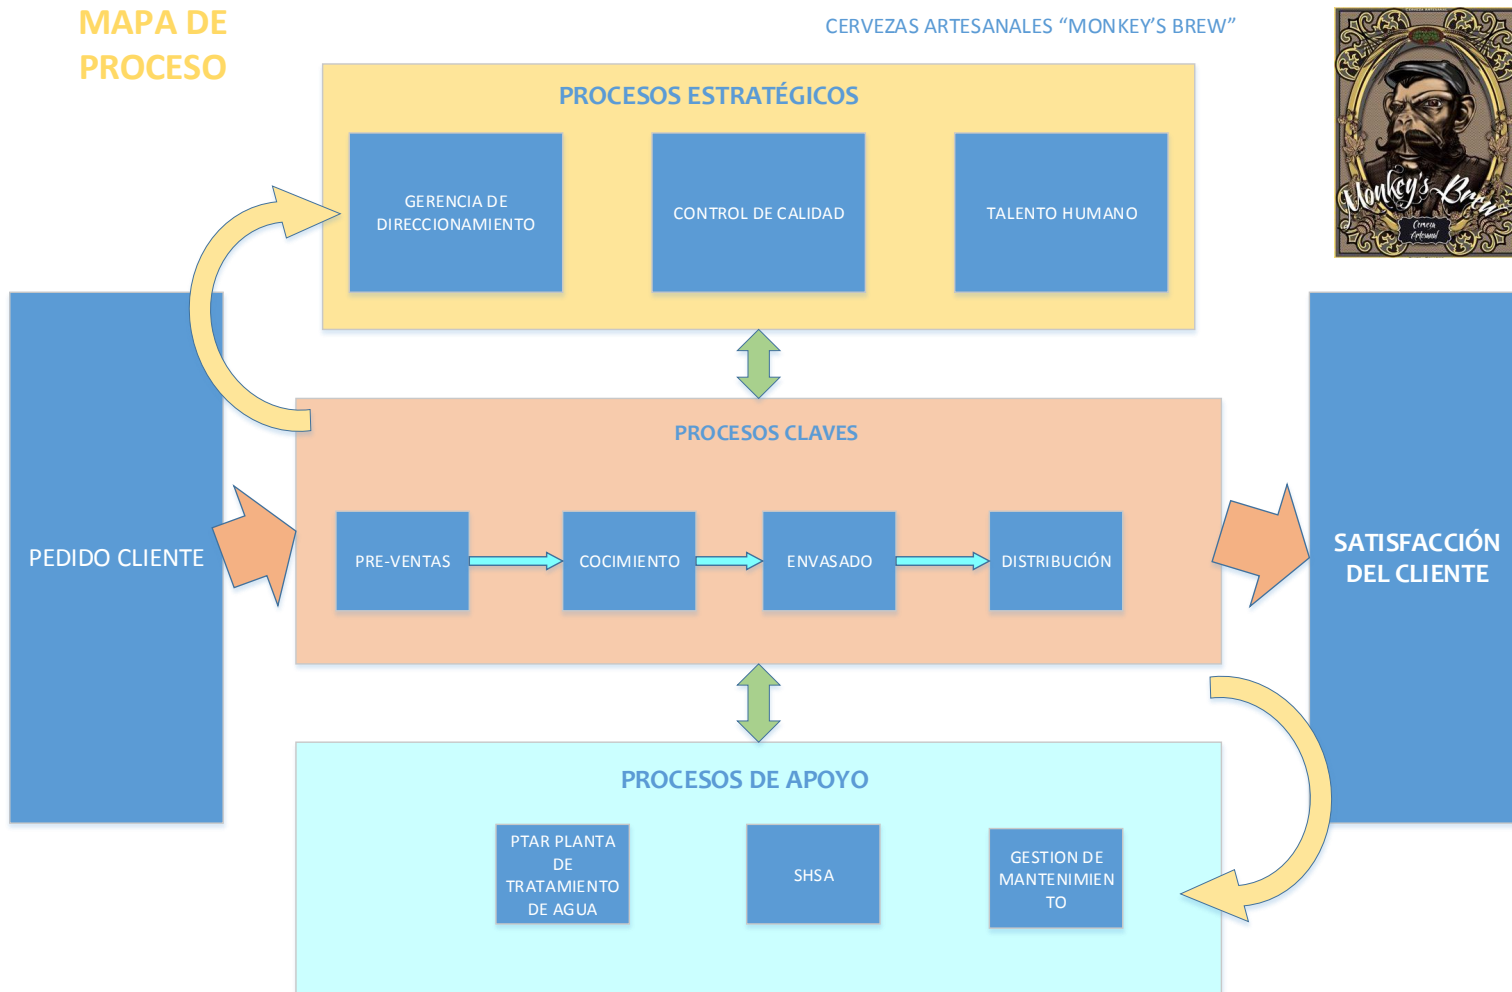 MAPA DE
PROCESO
CERVEZAS ARTESANALES “MONKEY’S BREW”
PROCESOS ESTRATÉGICOS
GERENCIA DE
DIRECCIONAMIENTO
CONTROL DE CALIDAD
TALENTO HUMANO
Monkey's Brew
Cerveza
Artesanal
PROCESOS CLAVES
PEDIDO CLIENTE
PRE-VENTAS
COCIMIENTO
ENVASADO
DISTRIBUCIÓN
SATISFACCIÓN
DEL CLIENTE
PROCESOS DE APOYO
PTAR PLANTA
DE
TRATAMIENTO
DE AGUA
SHSA
GESTION DE
MANTENIMIEN
TO